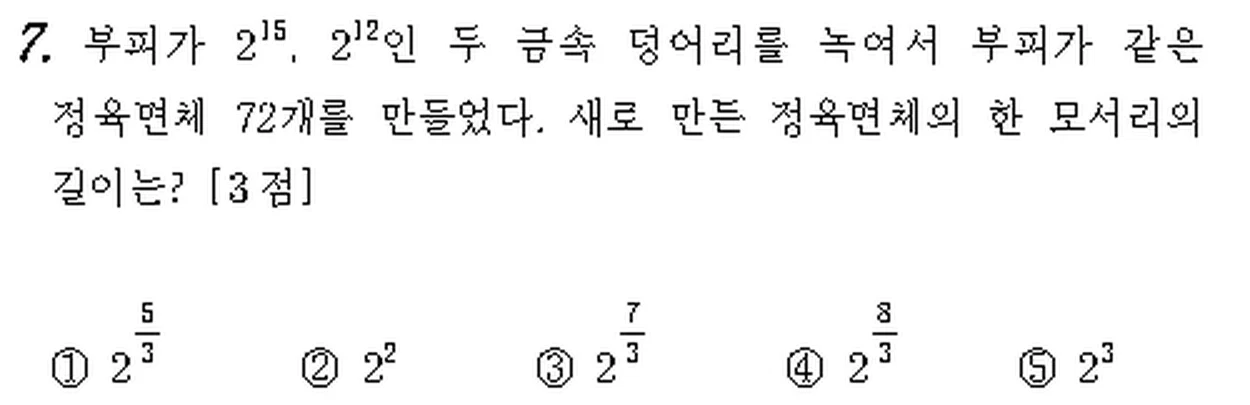 7. 부피가 2^15, 2^12인 두 금속 덩어리를 녹여서 부피가 같은
정육면체 72개를 만들었다. 새로 만든 정육면체의 한 모서리의
길이는? [3점]
① 2^(5/3) ② 2^2 ③ 2^(7/3) ④ 2^(8/3) ⑤ 2^3